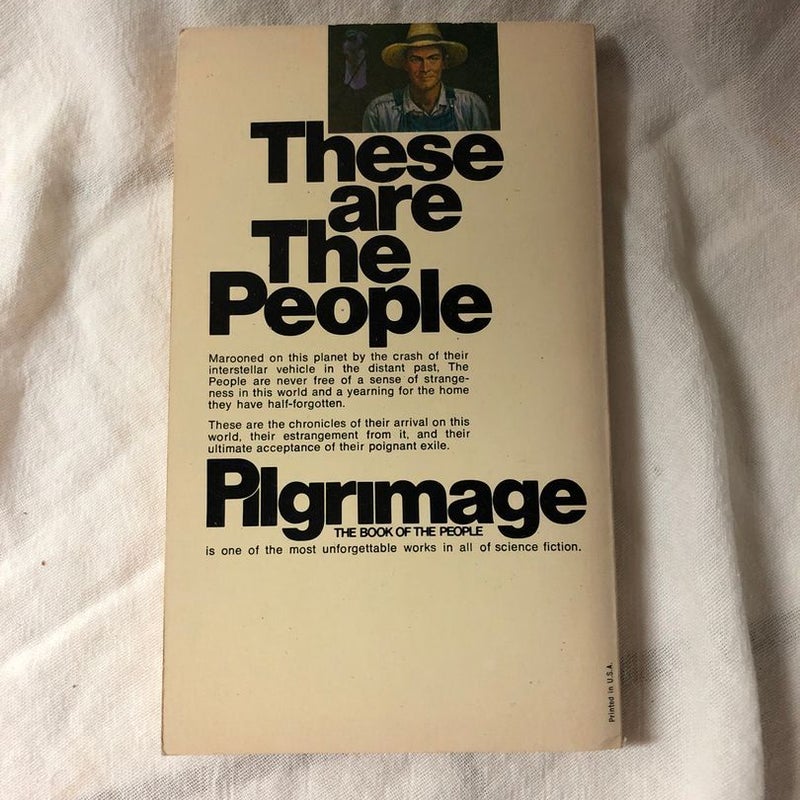 These
are
The
People
Marooned on this planet by the crash of their
interstellar vehicle in the distant past, The
People are never free of a sense of strange-
ness in this world and a yearning for the home
they have half-forgotten.
These are the chronicles of their arrival on this
world, their estrangement from it, and their
ultimate acceptance of their poignant exile.
Pilgrimage
THE BOOK OF THE PEOPLE
is one of the most unforgettable works in all of science fiction.
Printed in U.S.A.